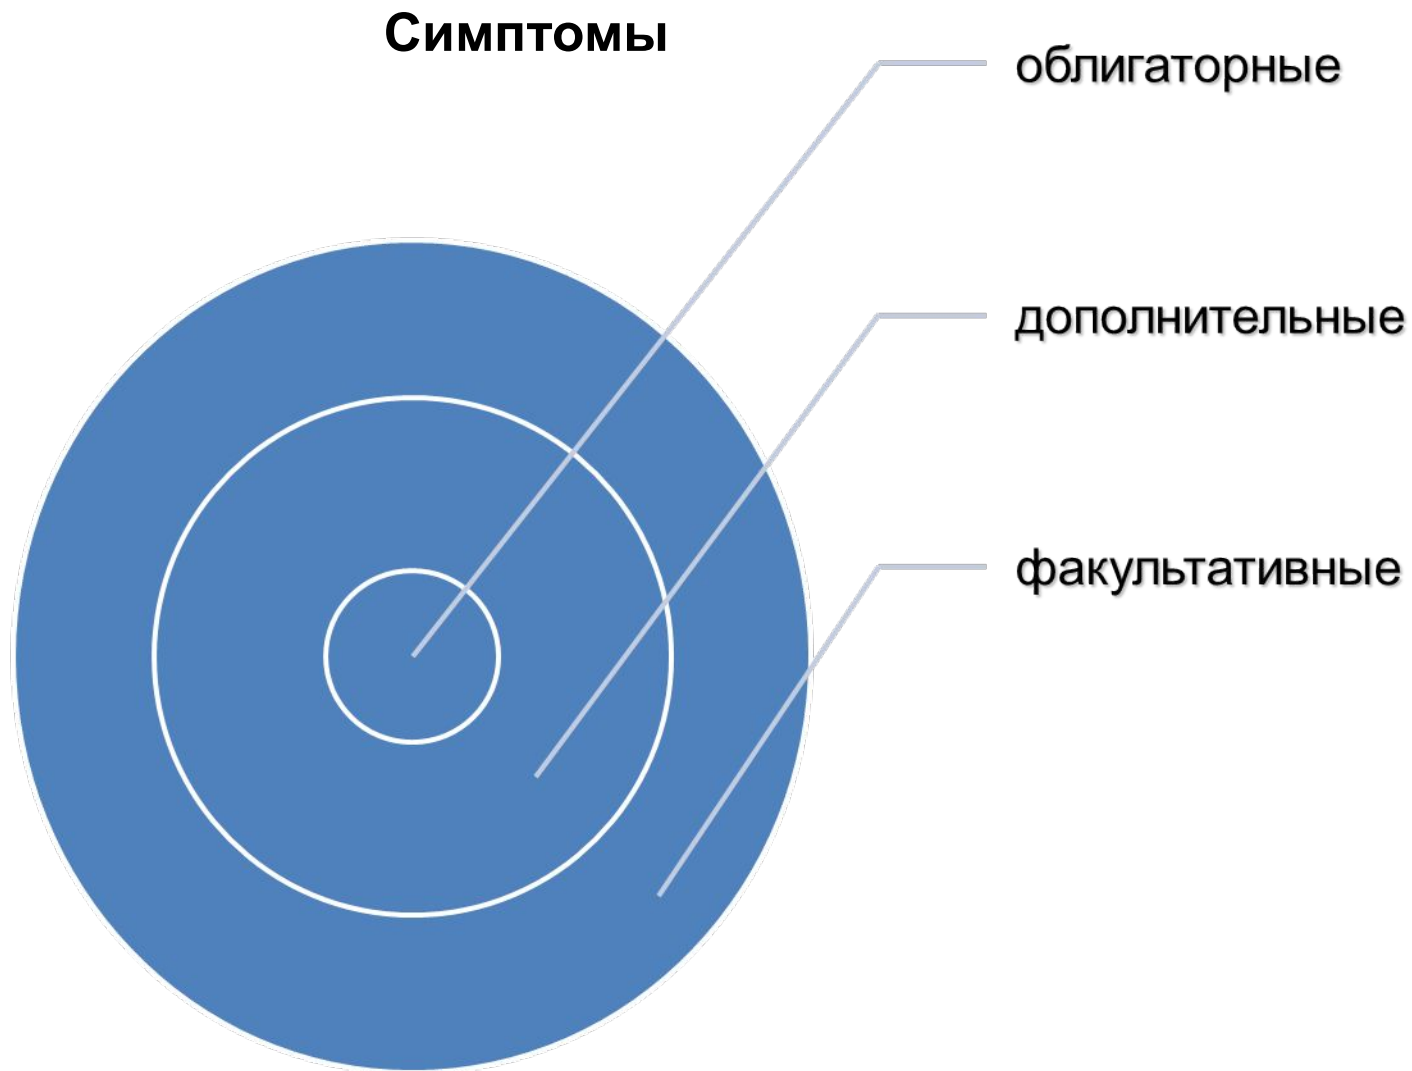 Симптомы
облигаторные
дополнительные
факультативные